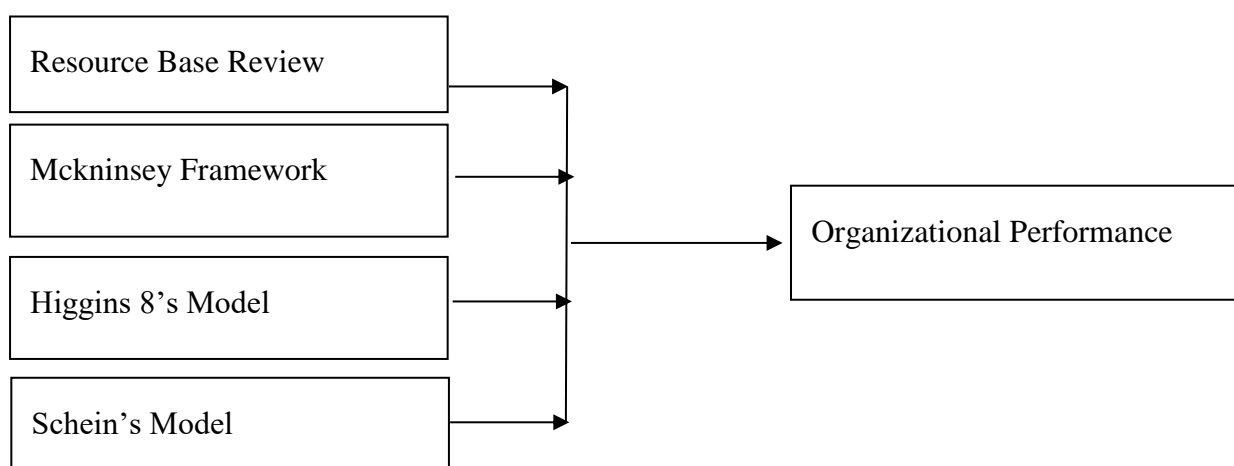 Resource Base Review
Mckninsey Framework
Organizational Performance
Higgins 8’s Model
Schein’s Model